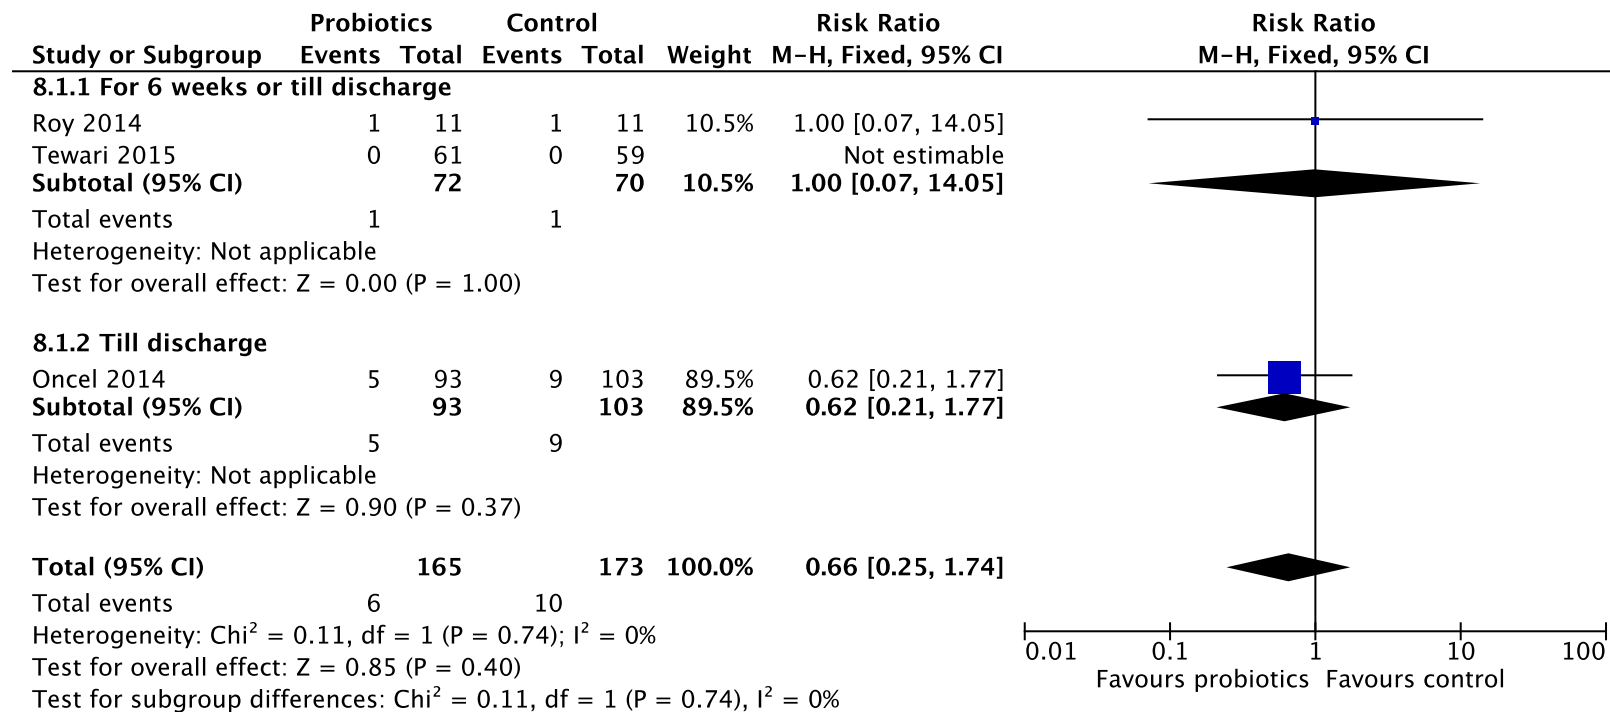 Probiotics Control Risk Ratio Risk Ratio
Study or Subgroup Events Total Events Total Weight M-H, Fixed, 95% CI M-H, Fixed, 95% CI
8.1.1 For 6 weeks or till discharge
Roy 2014 1 11 1 11 10.5% 1.00 [0.07, 14.05]
Tewari 2015 0 61 0 59 Not estimable
Subtotal (95% CI) 72 70 10.5% 1.00 [0.07, 14.05]
Total events 1 1
Heterogeneity: Not applicable
Test for overall effect: Z = 0.00 (P = 1.00)
8.1.2 Till discharge
Oncel 2014 5 93 9 103 89.5% 0.62 [0.21, 1.77]
Subtotal (95% CI) 93 103 89.5% 0.62 [0.21, 1.77]
Total events 5 9
Heterogeneity: Not applicable
Test for overall effect: Z = 0.90 (P = 0.37)
Total (95% CI) 165 173 100.0% 0.66 [0.25, 1.74]
Total events 6 10
Heterogeneity: Chi² = 0.11, df = 1 (P = 0.74); I² = 0%
Test for overall effect: Z = 0.85 (P = 0.40)
Test for subgroup differences: Chi² = 0.11, df = 1 (P = 0.74), I² = 0%
0.01 0.1 1 10 100
Favours probiotics Favours control